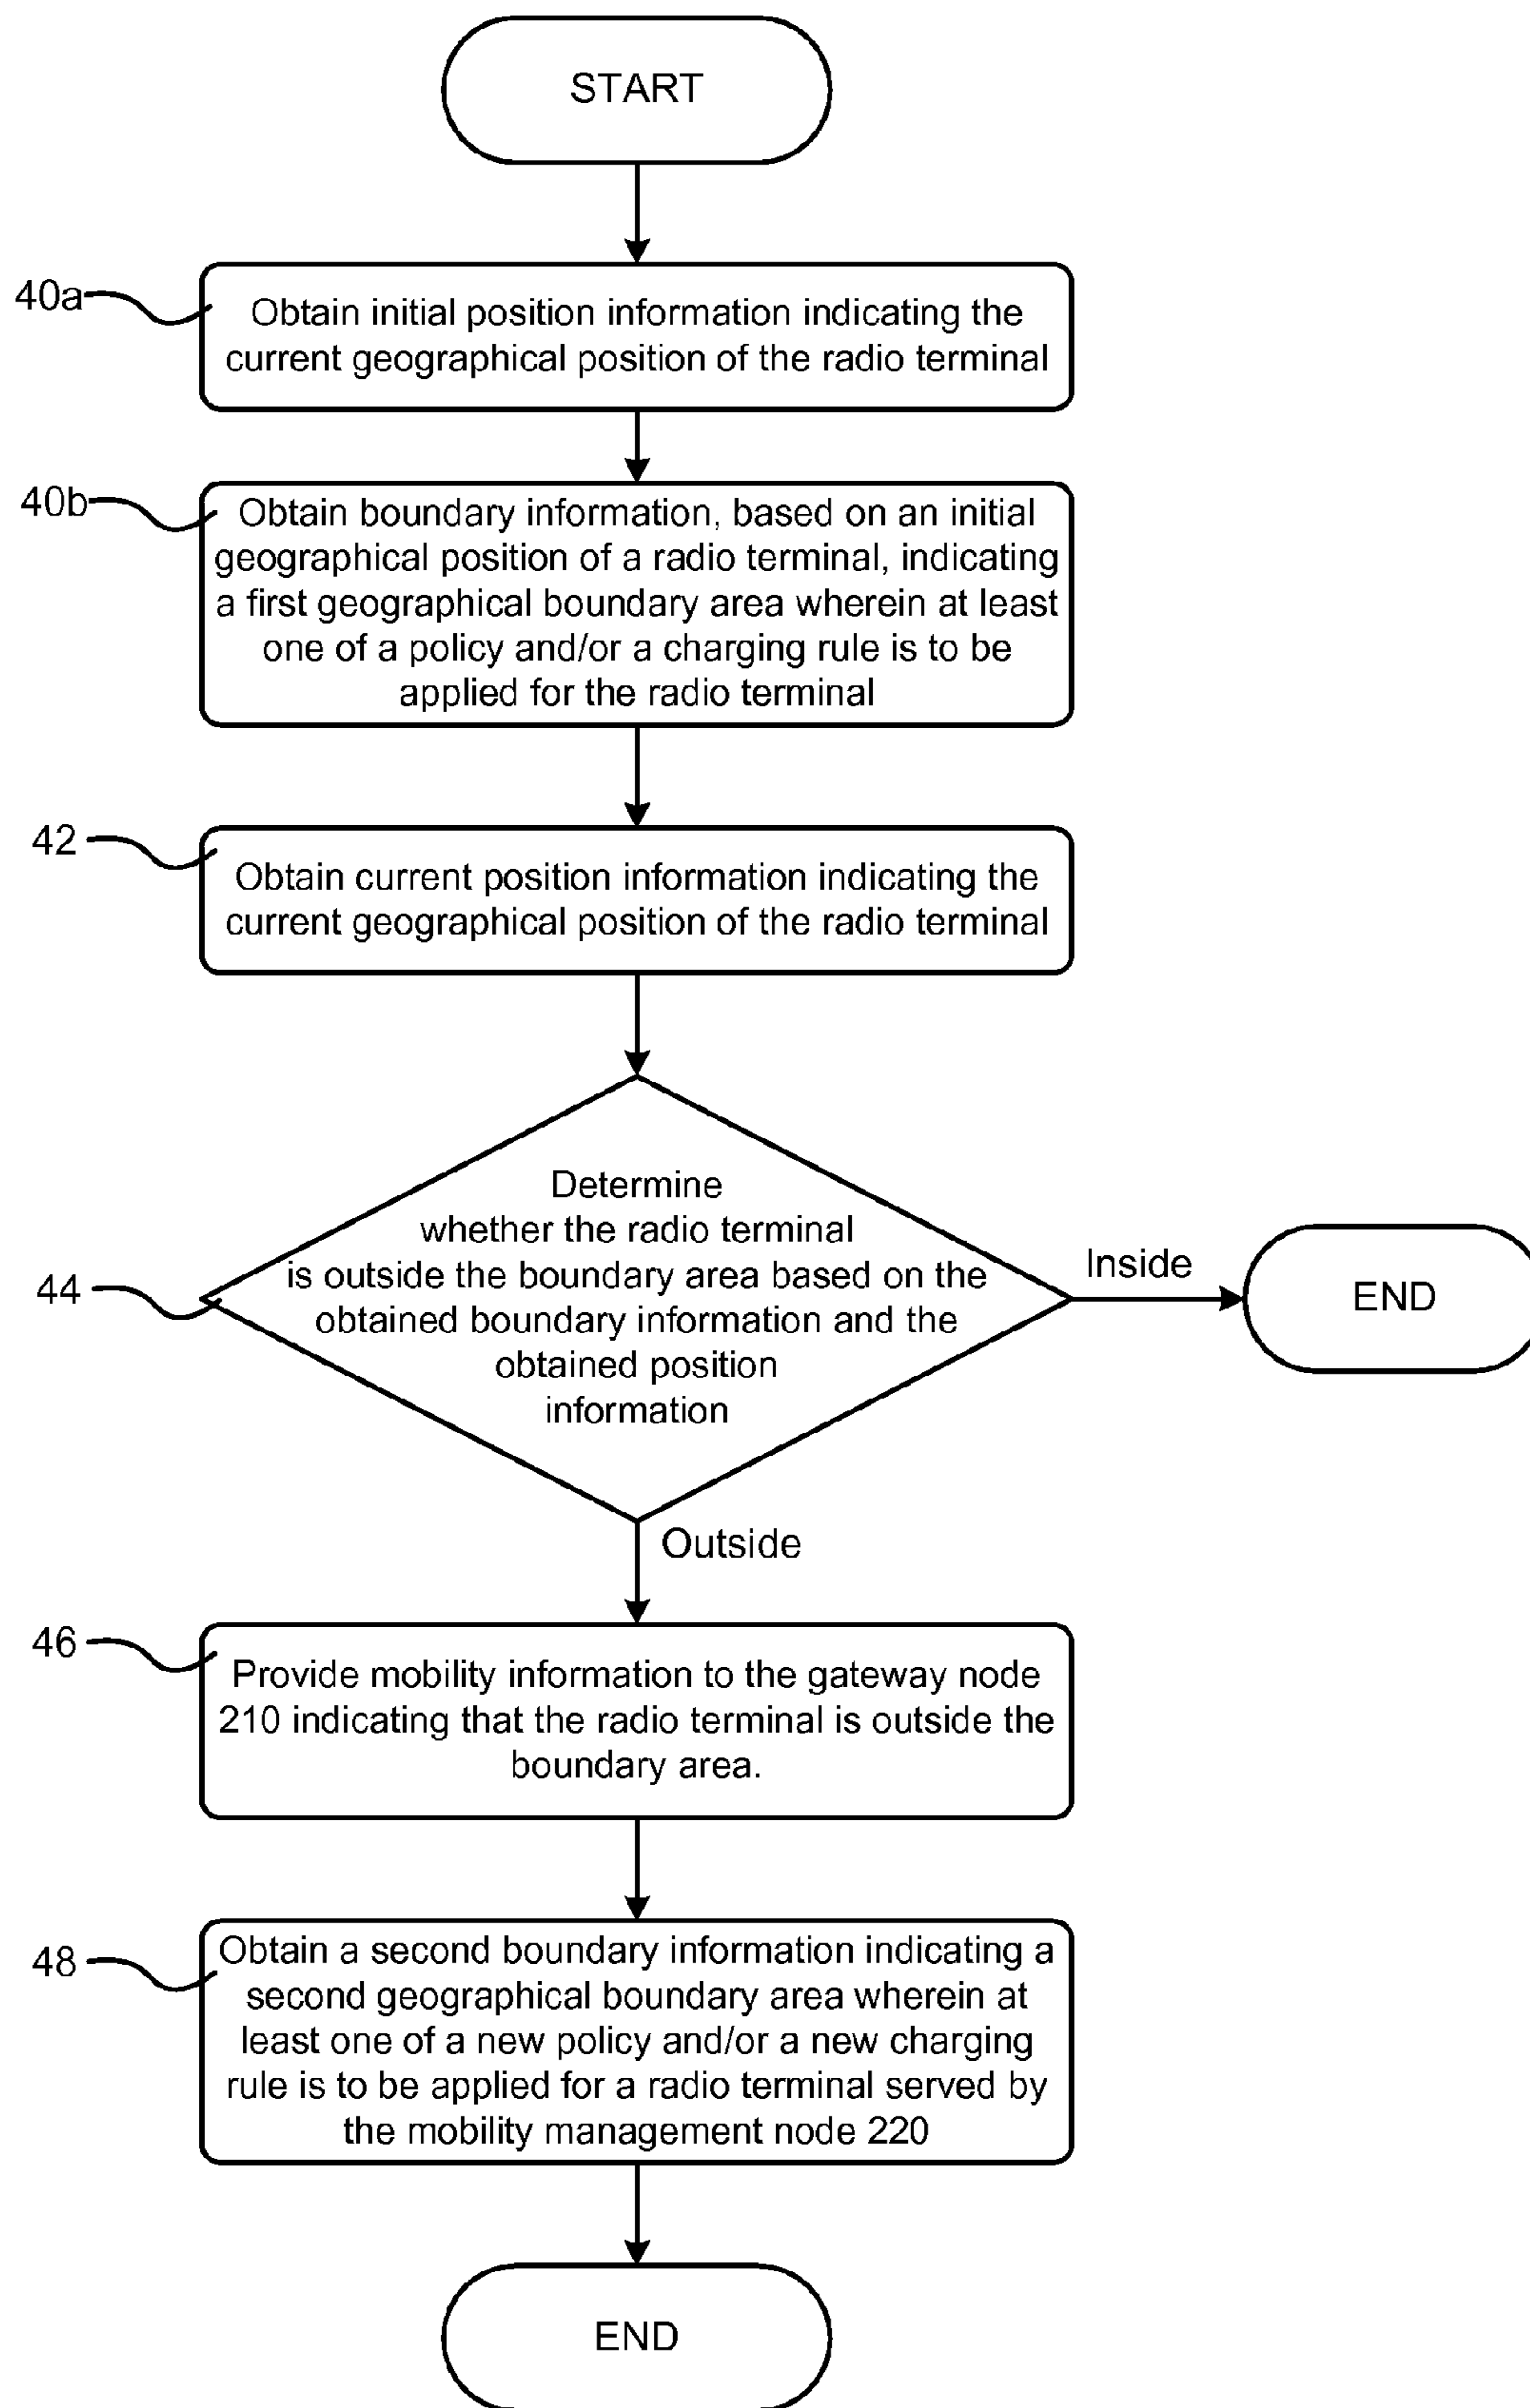 START
40a
Obtain initial position information indicating the
current geographical position of the radio terminal
40b
Obtain boundary information, based on an initial
geographical position of a radio terminal, indicating
a first geographical boundary area wherein at least
one of a policy and/or a charging rule is to be
applied for the radio terminal
42
Obtain current position information indicating the
current geographical position of the radio terminal
44
Determine
whether the radio terminal
is outside the boundary area based on the
obtained boundary information and the
obtained position
information
Inside
END
Outside
46
Provide mobility information to the gateway node
210 indicating that the radio terminal is outside the
boundary area.
48
Obtain a second boundary information indicating a
second geographical boundary area wherein at
least one of a new policy and/or a new charging
rule is to be applied for a radio terminal served by
the mobility management node 220
END